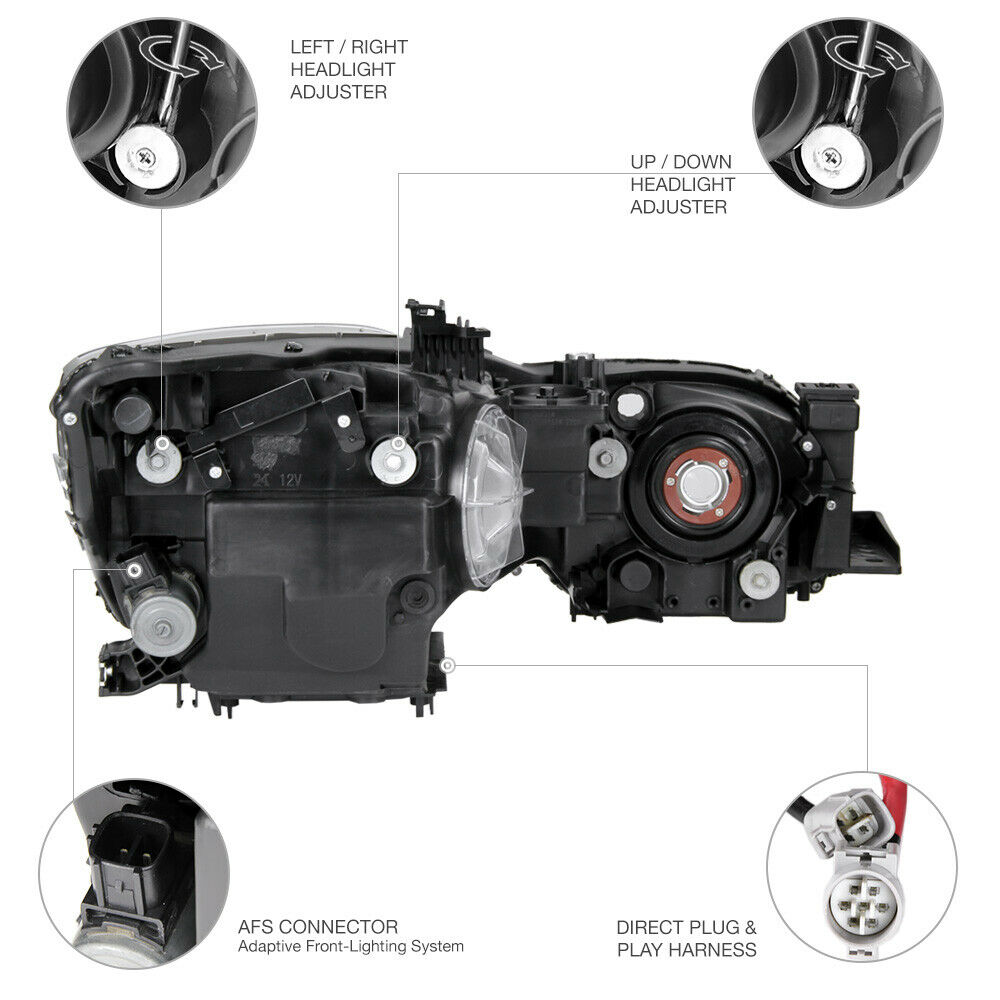 LEFT / RIGHT
HEADLIGHT
ADJUSTER
UP / DOWN
HEADLIGHT
ADJUSTER
24 12V
AFS CONNECTOR
Adaptive Front-Lighting System
DIRECT PLUG &
PLAY HARNESS